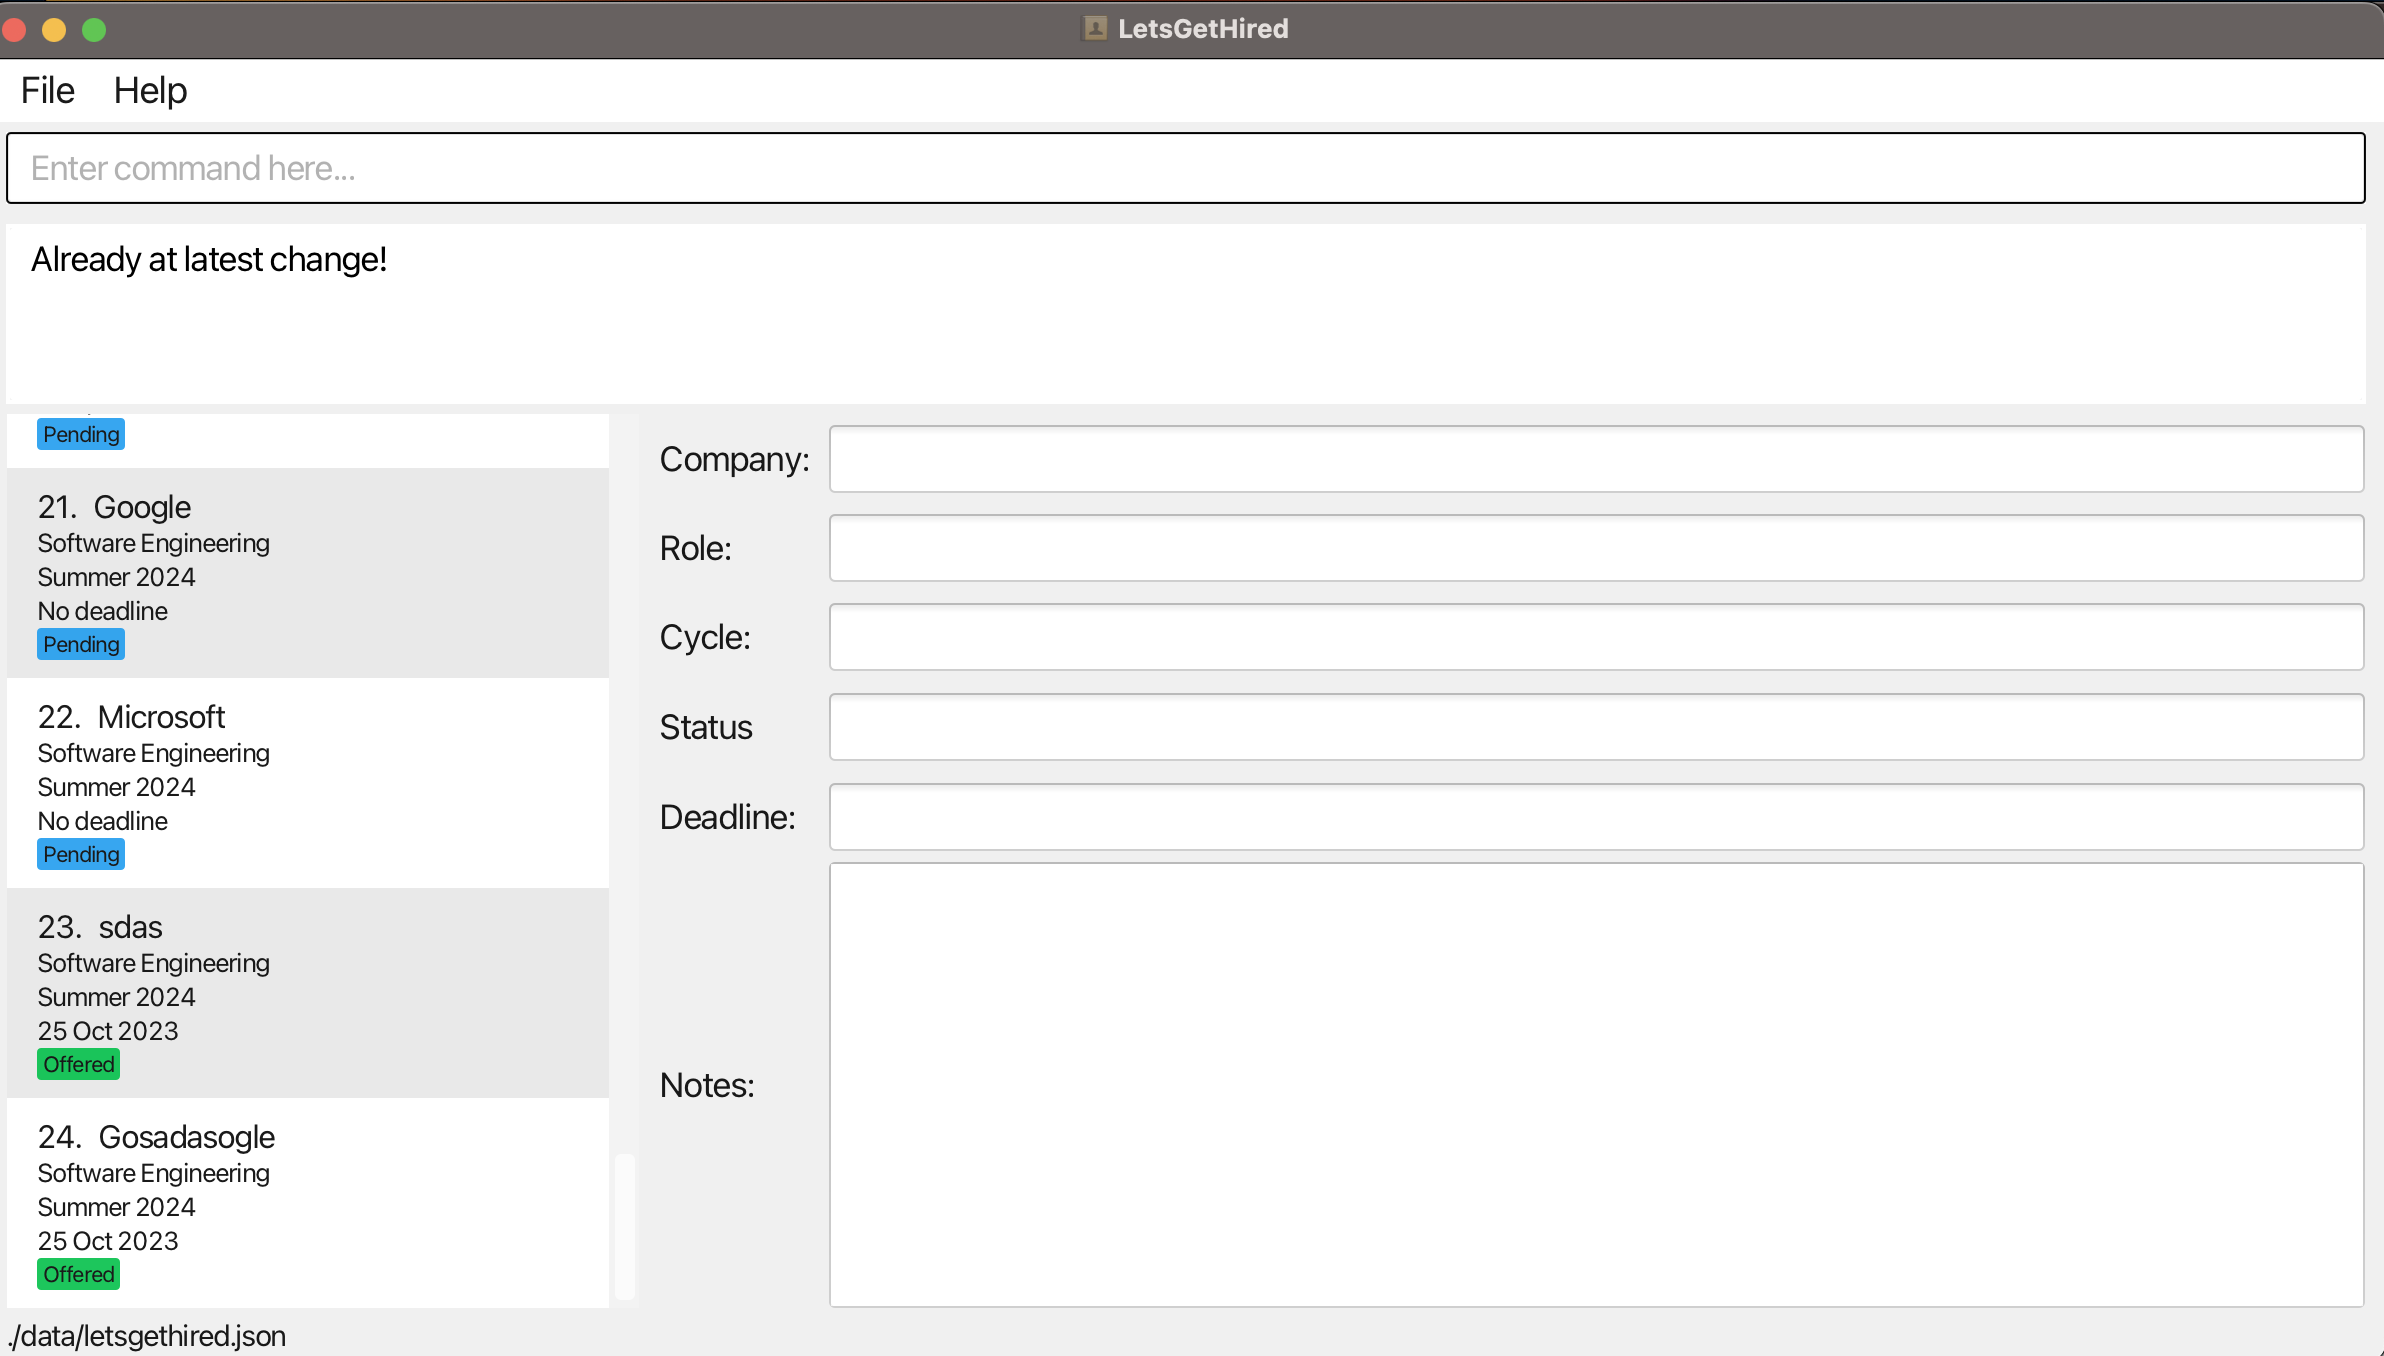 LetsGetHired
File Help
Enter command here...
Already at latest change!
Pending
21. Google
Software Engineering
Summer 2024
No deadline
Pending
22. Microsoft
Software Engineering
Summer 2024
No deadline
Pending
23. sdas
Software Engineering
Summer 2024
25 Oct 2023
Offered
24. Gosadasogle
Software Engineering
Summer 2024
25 Oct 2023
Offered
Company:
Role:
Cycle:
Status
Deadline:
Notes:
./data/letsgethired.json